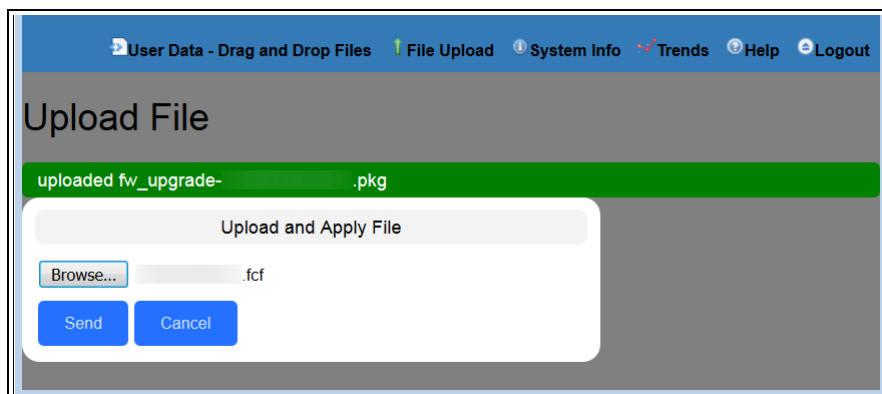 User Data - Drag and Drop Files File Upload System Info Trends Help Logout
Upload File
uploaded fw_upgrade- .pkg
Upload and Apply File
Browse... .fcf
Send Cancel